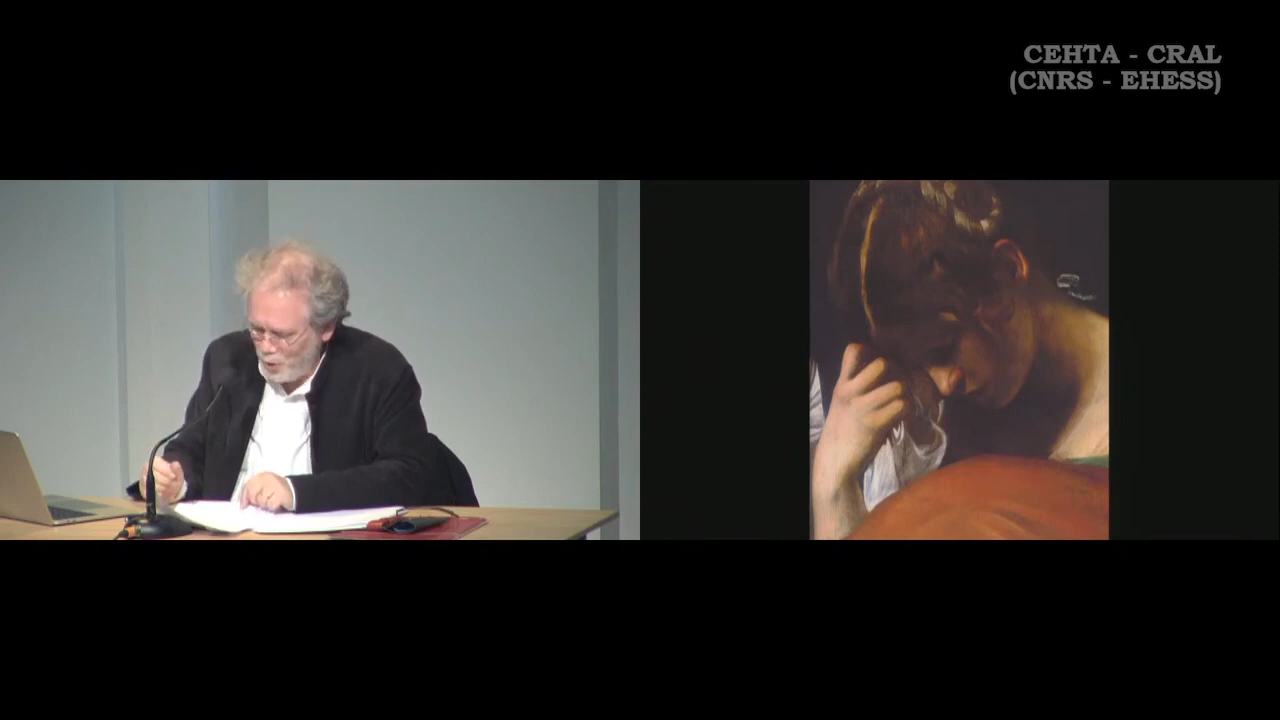 CEHTA - CRAL
(CNRS - EHESS)